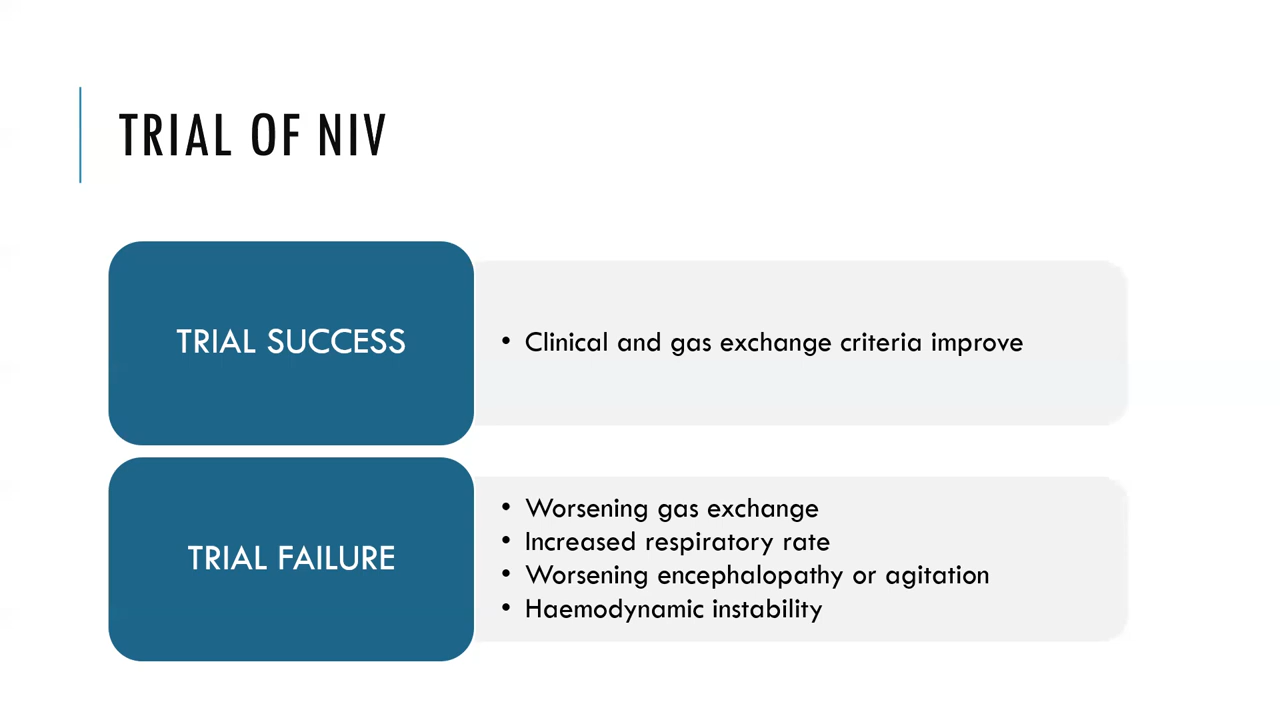 TRIAL OF NIV
TRIAL SUCCESS
• Clinical and gas exchange criteria improve
TRIAL FAILURE
• Worsening gas exchange
• Increased respiratory rate
• Worsening encephalopathy or agitation
• Haemodynamic instability